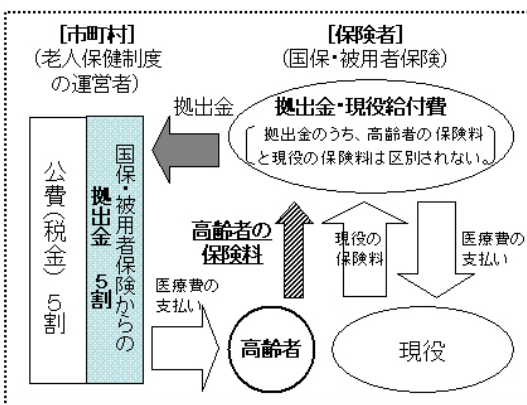 [市町村]
(老人保健制度
の運営者)
[保険者]
(国保・被用者保険)
拠出金
拠出金・現役給付費
拠出金のうち、高齢者の保険料
と現役の保険料は区別されない。
公費(税金) 5割
国保・被用者保険からの
拠出金 5割
高齢者の
保険料
現役の
保険料
医療費の
支払い
医療費の
支払い
高齢者
現役